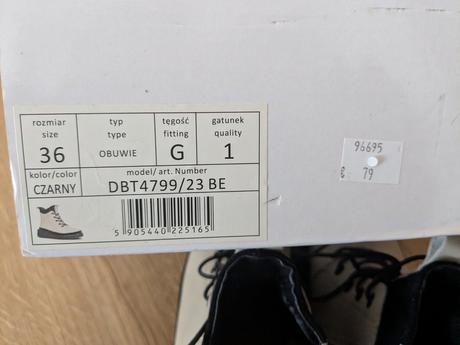 rozmiar
size
36
typ
type
OBUWIE
tęgość
fitting
G
gatunek
quality
1
kolor/color
CZARNY
model/ art. Number
DBT4799/23 BE
5 905440 225165
96695
€ 79